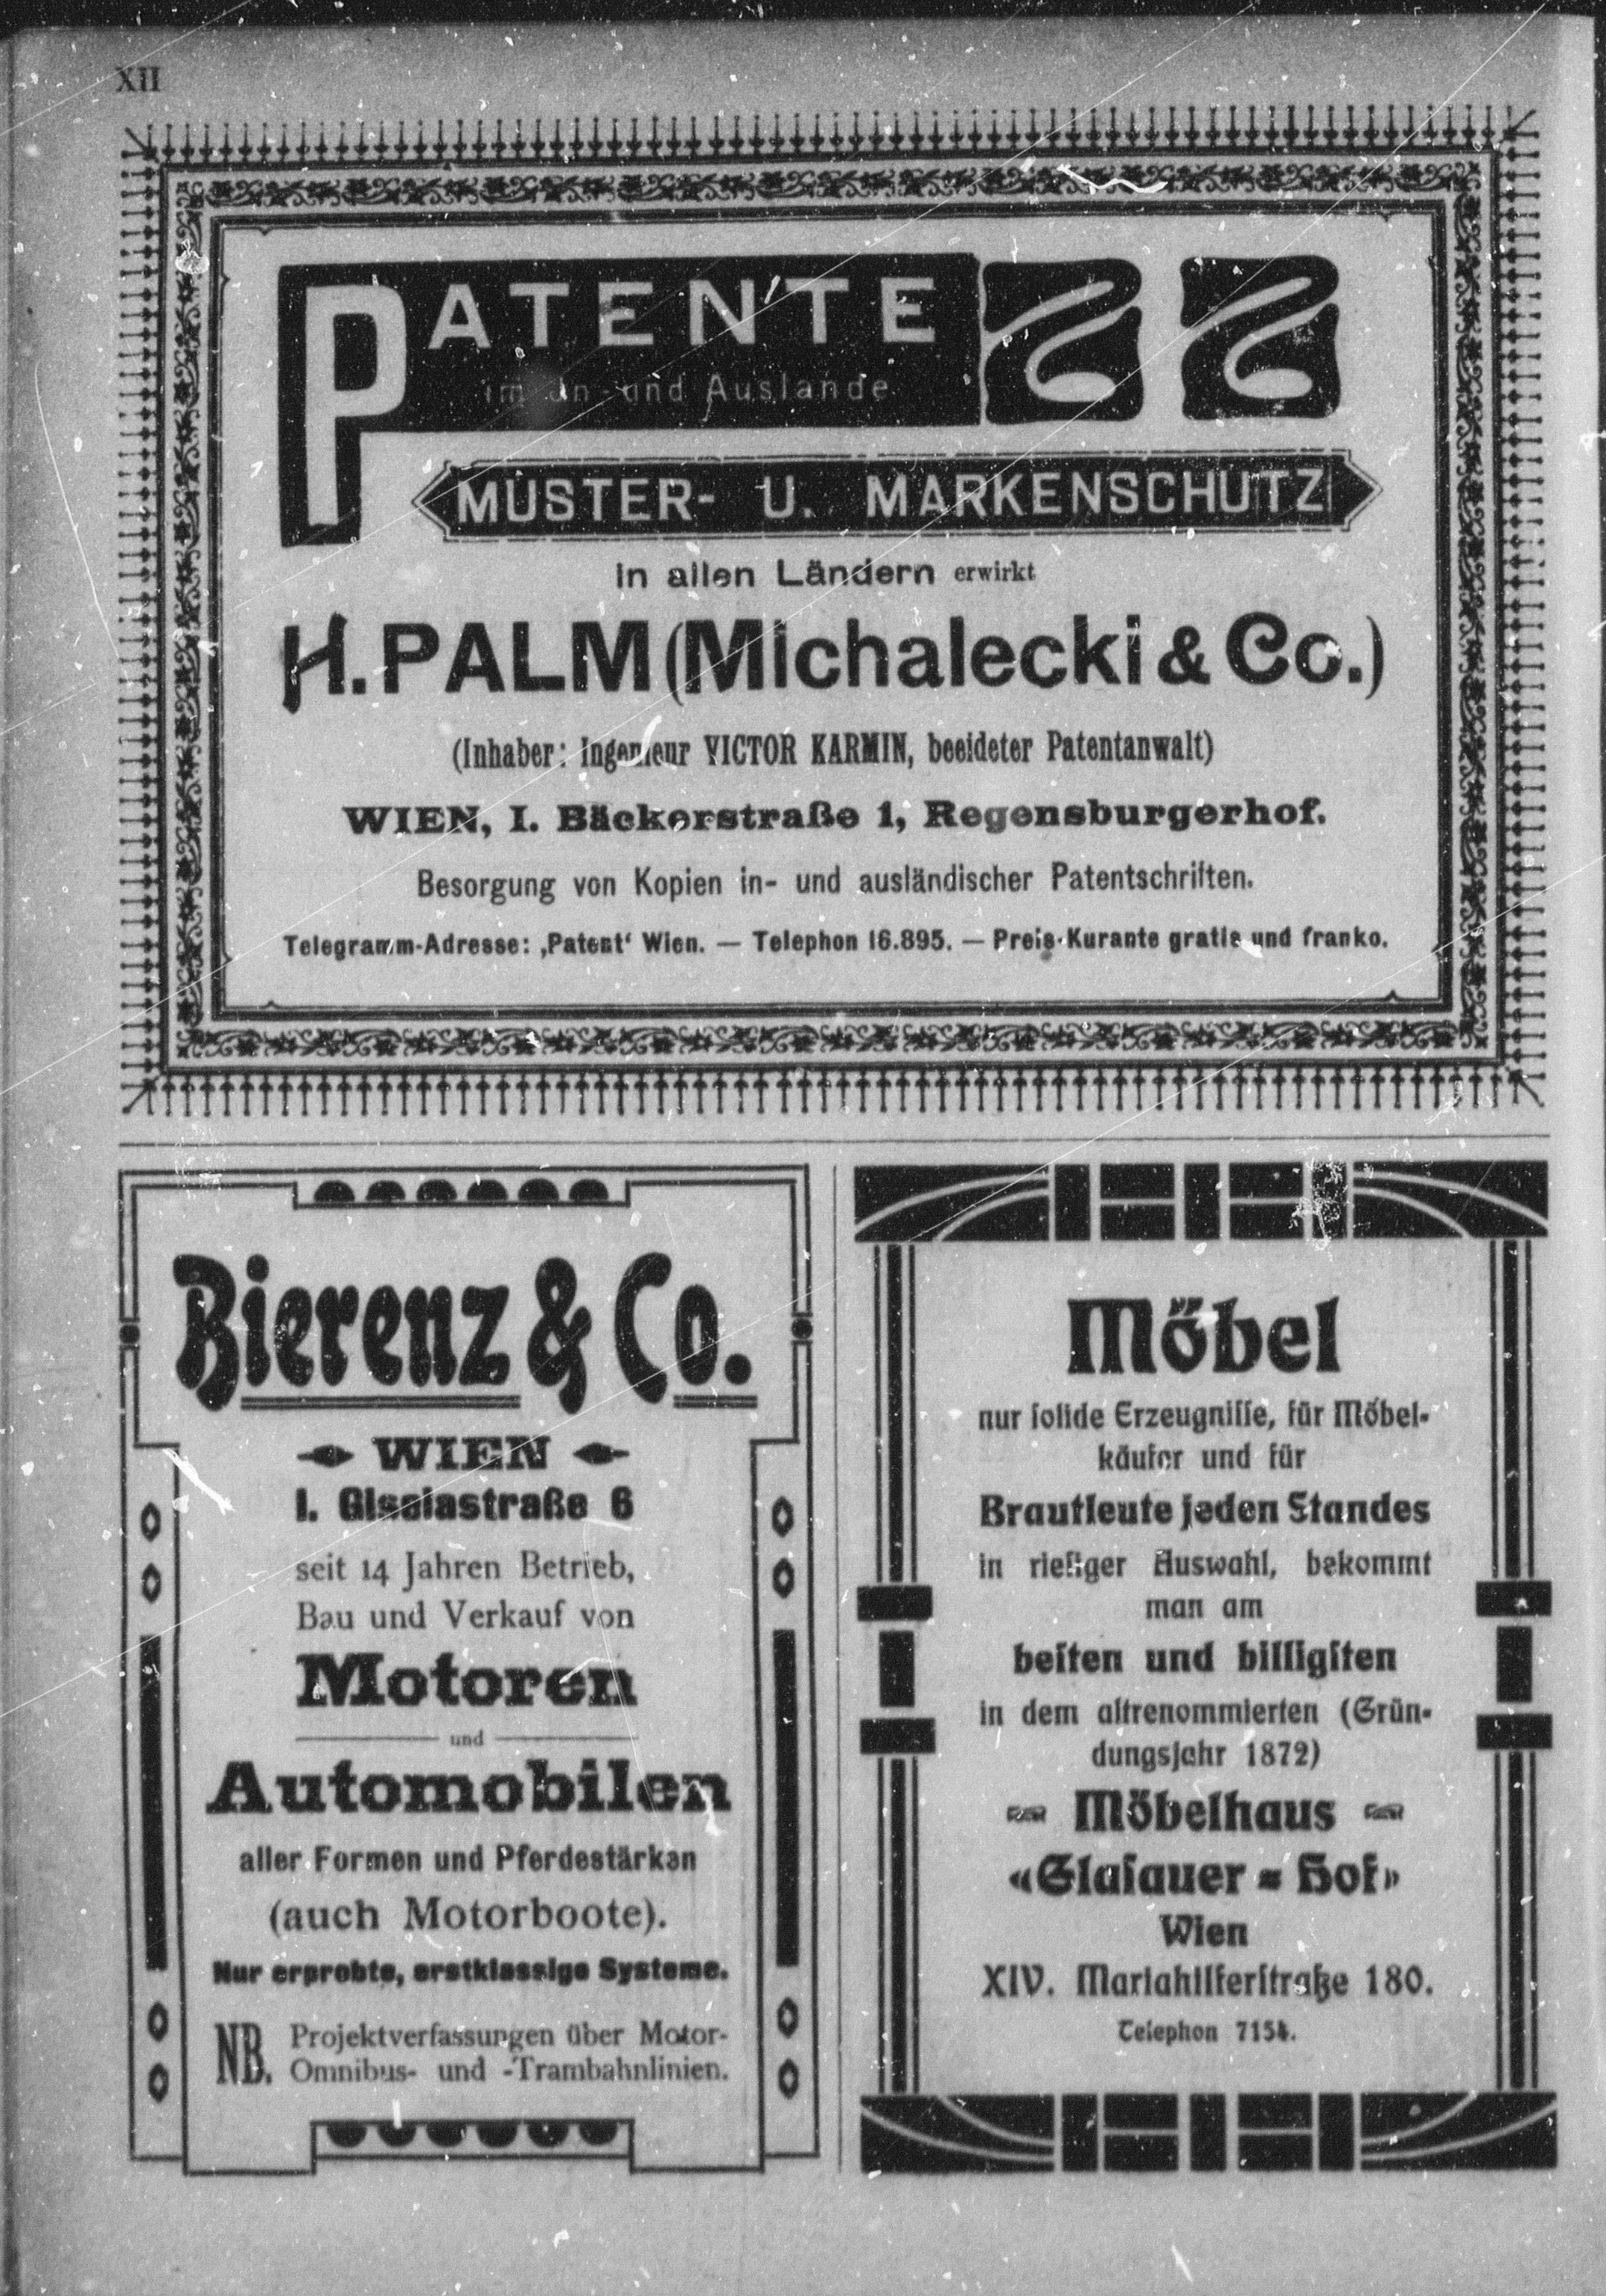 XII
PATENTE
im In- und Auslande
MUSTER- U. MARKENSCHUTZ
in allen Ländern erwirkt
H. PALM (Michalecki & Co.)
(Inhaber: Ingenieur VICTOR KARMIN, beeideter Patentanwalt)
WIEN, I. Bäckerstraße 1, Regensburgerhof.
Besorgung von Kopien in- und ausländischer Patentschriften.
Telegramm-Adresse: ‚Patent‘ Wien. — Telephon 16.895. — Preis-Kurante gratis und franko.
Bierenz & Co.
WIEN
I. Giselastraße 6
seit 14 Jahren Betrieb,
Bau und Verkauf von
Motoren
und
Automobilen
aller Formen und Pferdestärken
(auch Motorboote).
Nur erprobte, erstklassige Systeme.
NB. Projektverfassungen über Motor-
Omnibus- und -Trambahnlinien.
Möbel
nur ſolide Erzeugniſſe, für Möbel-
käufer und für
Brautleute jeden Standes
in rieſiger Auswahl, bekommt
man am
beſten und billigſten
in dem altrenommierten (Grün-
dungsjahr 1872)
Möbelhaus
«Glaſauer-Hof»
Wien
XIV. Mariahilferſtraße 180.
Telephon 7154.